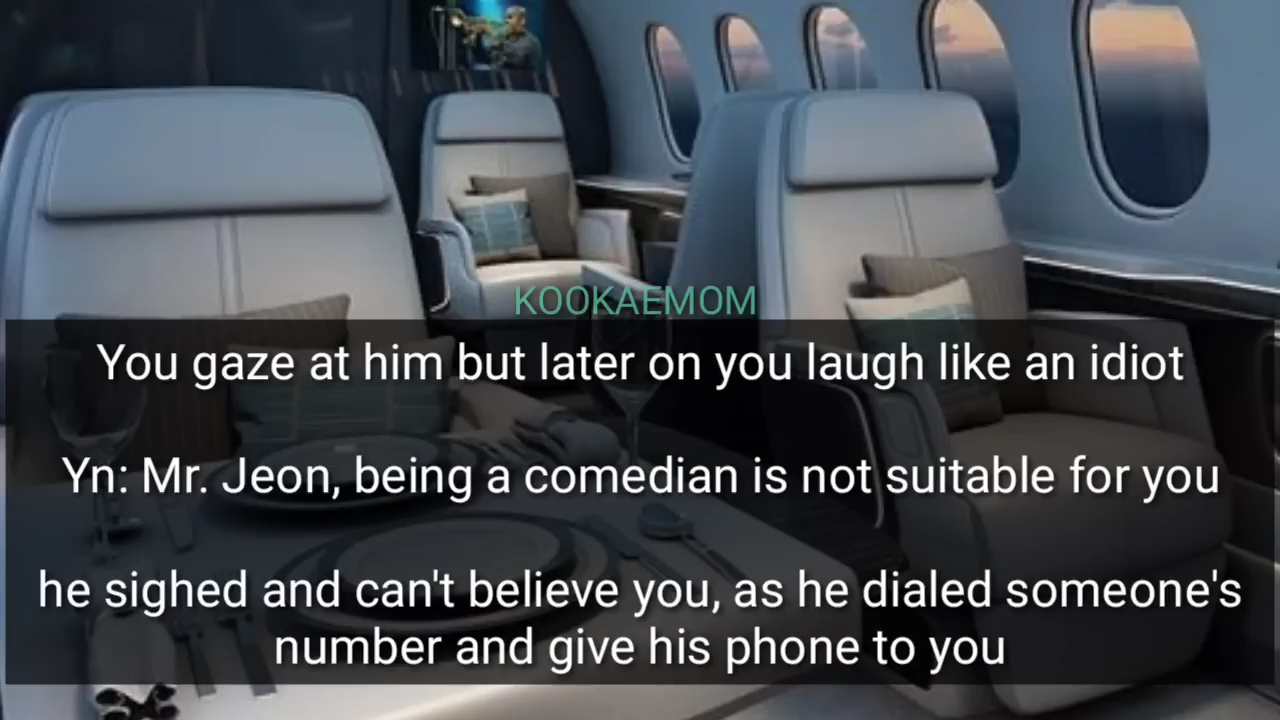 KOOKAEMOM
You gaze at him but later on you laugh like an idiot
Yn: Mr. Jeon, being a comedian is not suitable for you
he sighed and can't believe you, as he dialed someone's
number and give his phone to you